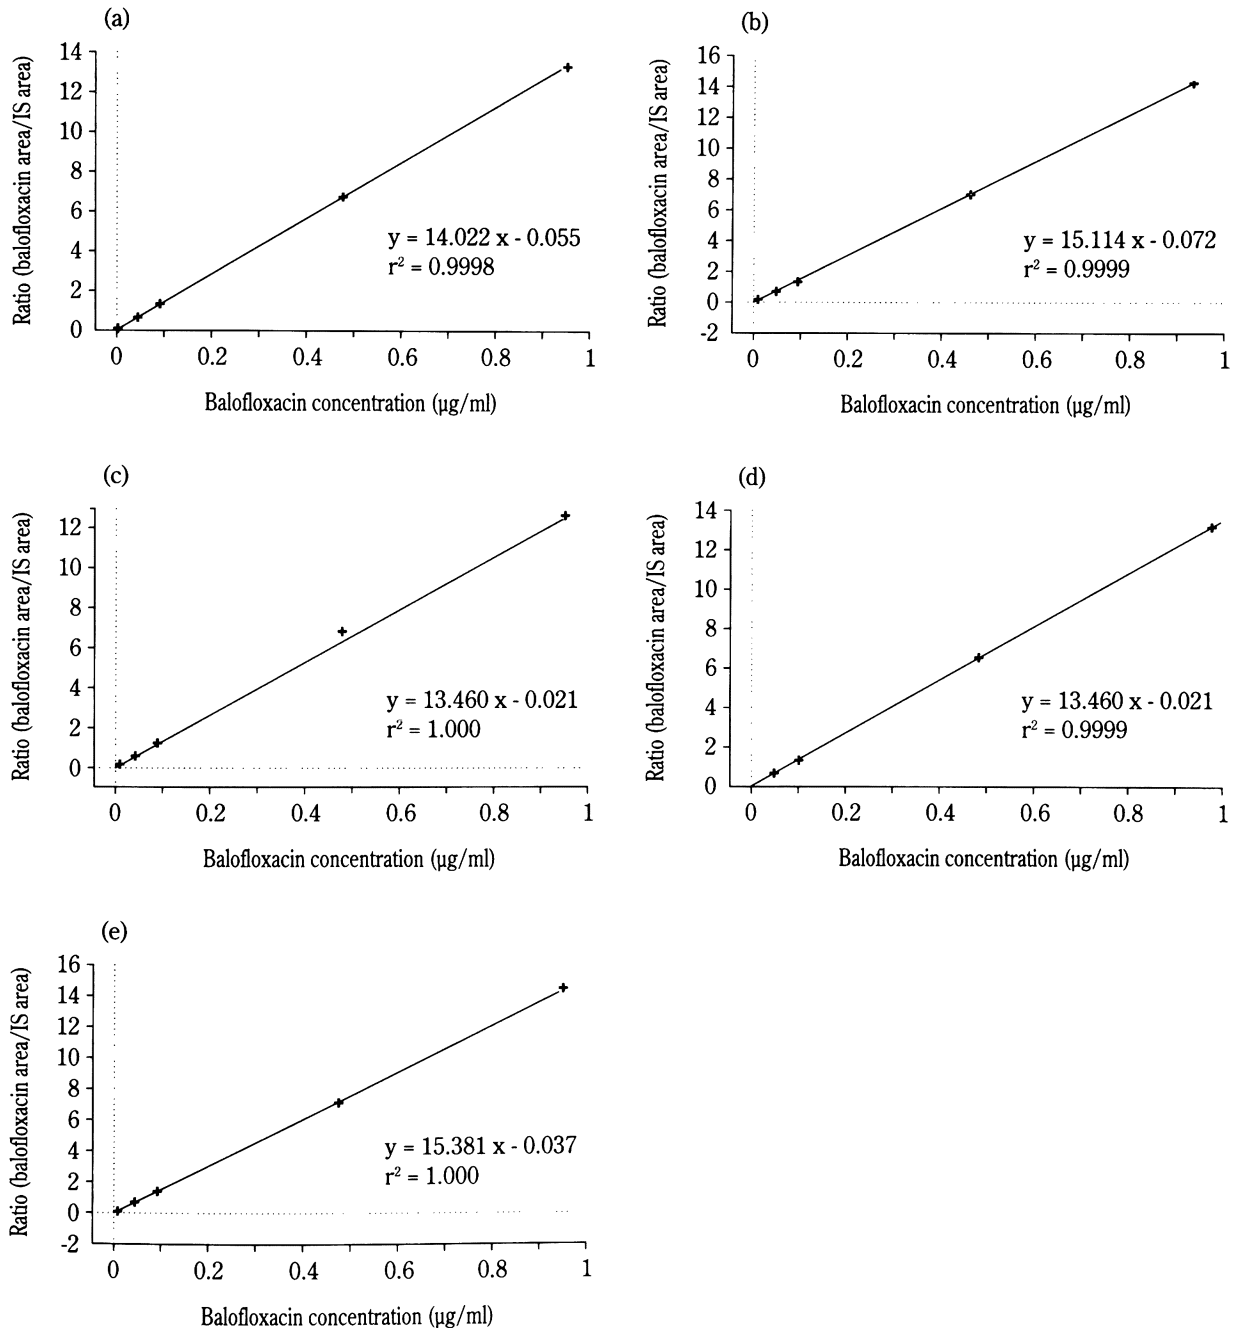 (a)
Ratio (balofloxacin area/IS area)
14
12
10
8
6
4
2
0
y = 14.022 x - 0.055
r² = 0.9998
0 0.2 0.4 0.6 0.8 1
Balofloxacin concentration (µg/ml)
(b)
Ratio (balofloxacin area/IS area)
16
14
12
10
8
6
4
2
0
-2
y = 15.114 x - 0.072
r² = 0.9999
0 0.2 0.4 0.6 0.8 1
Balofloxacin concentration (µg/ml)
(c)
Ratio (balofloxacin area/IS area)
12
10
8
6
4
2
0
y = 13.460 x - 0.021
r² = 1.000
0 0.2 0.4 0.6 0.8 1
Balofloxacin concentration (µg/ml)
(d)
Ratio (balofloxacin area/IS area)
14
12
10
8
6
4
2
0
y = 13.460 x - 0.021
r² = 0.9999
0 0.2 0.4 0.6 0.8 1
Balofloxacin concentration (µg/ml)
(e)
Ratio (balofloxacin area/IS area)
16
14
12
10
8
6
4
2
0
-2
y = 15.381 x - 0.037
r² = 1.000
0 0.2 0.4 0.6 0.8 1
Balofloxacin concentration (µg/ml)